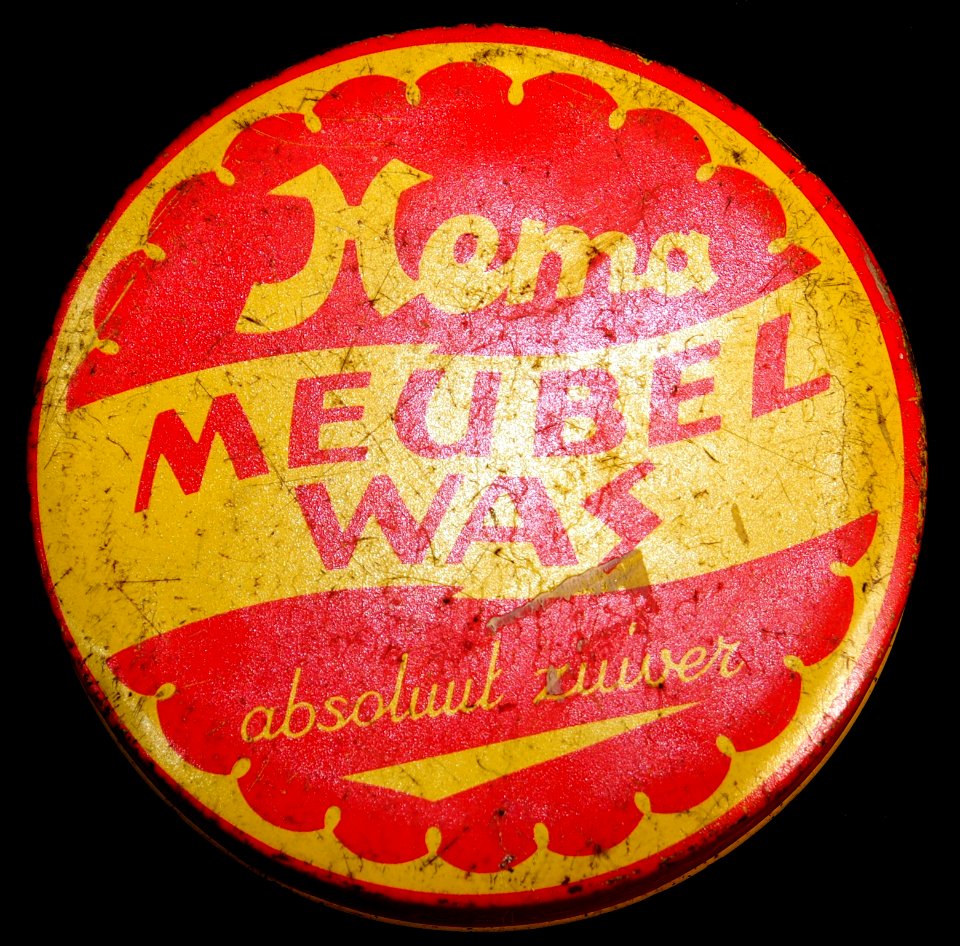 Hema
MEUBEL
WAS
absoluut zuiver